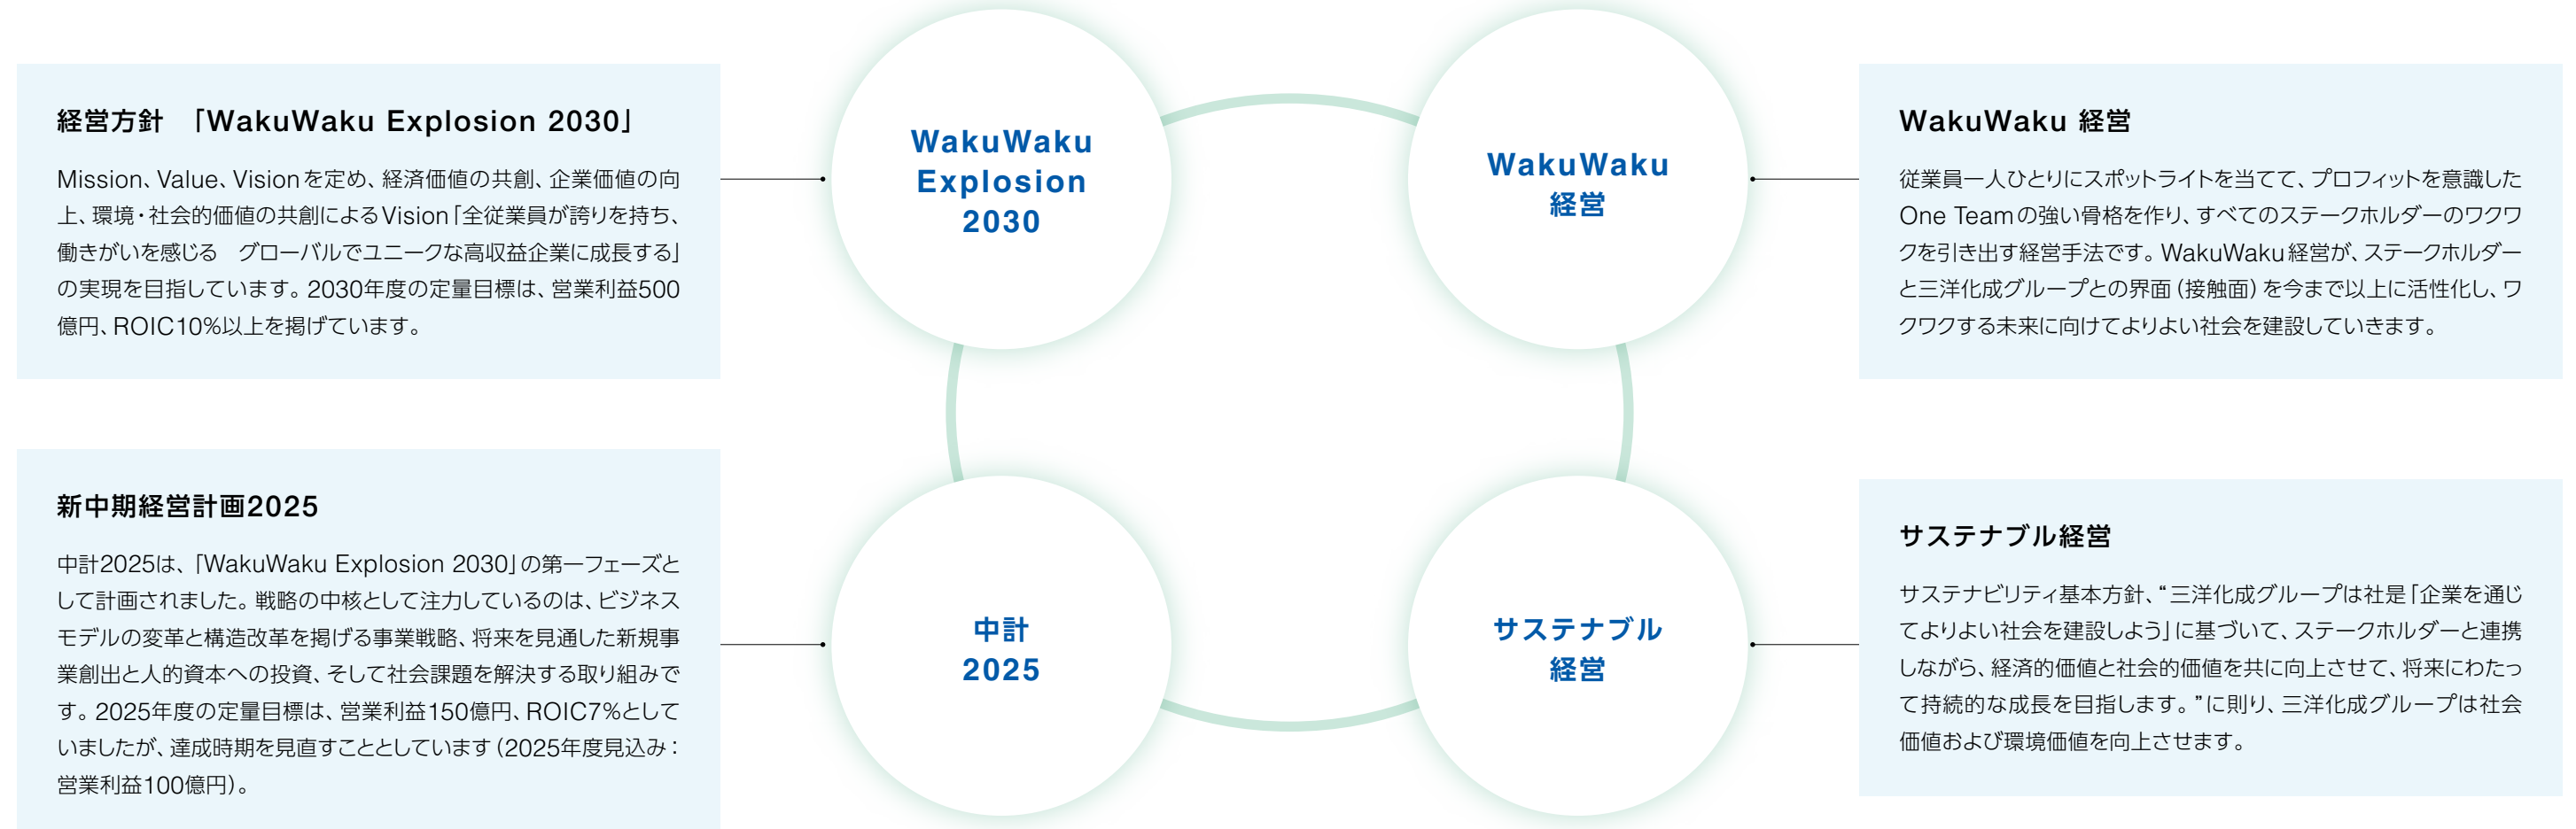 経営方針　「WakuWaku Explosion 2030」
Mission、Value、Visionを定め、経済価値の共創、企業価値の向
上、環境・社会的価値の共創によるVision「全従業員が誇りを持ち、
働きがいを感じる　グローバルでユニークな高収益企業に成長する」
の実現を目指しています。2030年度の定量目標は、営業利益500
億円、ROIC10%以上を掲げています。
WakuWaku
Explosion
2030
WakuWaku
経営
WakuWaku 経営
従業員一人ひとりにスポットライトを当てて、プロフィットを意識した
One Teamの強い骨格を作り、すべてのステークホルダーのワクワ
クを引き出す経営手法です。WakuWaku経営が、ステークホルダー
と三洋化成グループとの界面（接触面）を今まで以上に活性化し、ワ
クワクする未来に向けてよりよい社会を建設していきます。
新中期経営計画2025
中計2025は、「WakuWaku Explosion 2030」の第一フェーズと
して計画されました。戦略の中核として注力しているのは、ビジネス
モデルの変革と構造改革を掲げる事業戦略、将来を見通した新規事
業創出と人的資本への投資、そして社会課題を解決する取り組みで
す。2025年度の定量目標は、営業利益150億円、ROIC7%として
いましたが、達成時期を見直すこととしています（2025年度見込み：
営業利益100億円）。
中計
2025
サステナブル
経営
サステナブル経営
サステナビリティ基本方針、“三洋化成グループは社是「企業を通じ
てよりよい社会を建設しよう」に基づいて、ステークホルダーと連携
しながら、経済的価値と社会的価値を共に向上させて、将来にわたっ
て持続的な成長を目指します。”に則り、三洋化成グループは社会
価値および環境価値を向上させます。